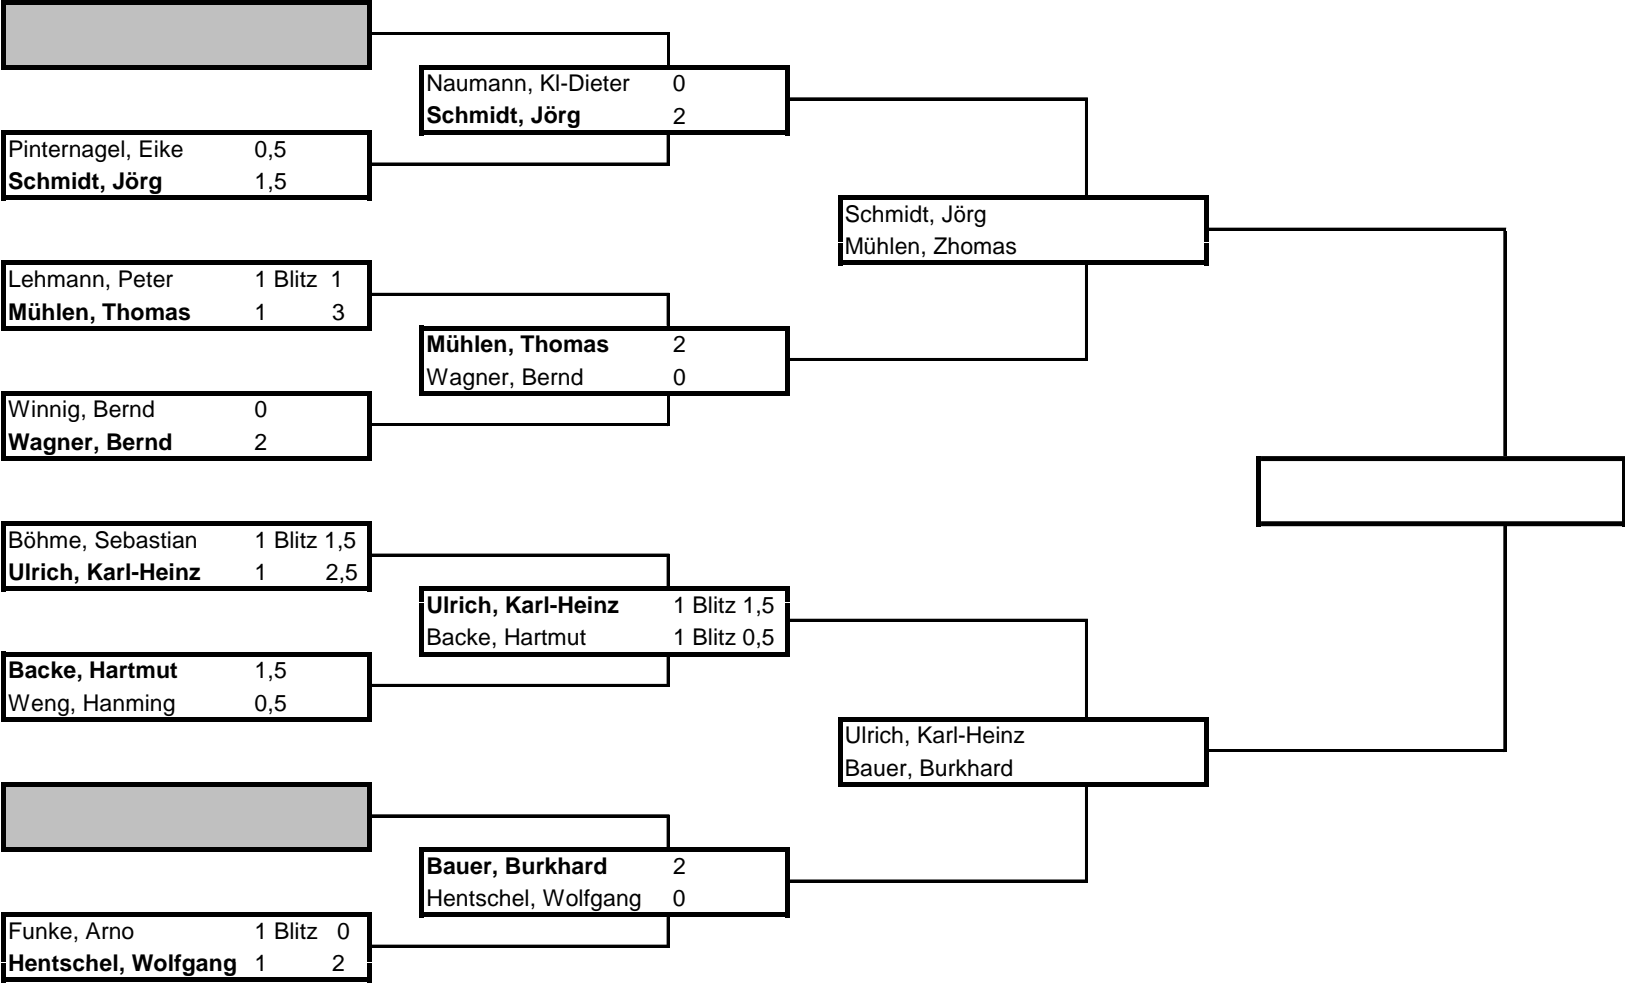 Naumann, Kl-Dieter 0
Schmidt, Jörg 2
Pinternagel, Eike 0,5
Schmidt, Jörg 1,5
Schmidt, Jörg
Mühlen, Zhomas
Lehmann, Peter 1 Blitz 1
Mühlen, Thomas 1 3
Mühlen, Thomas 2
Wagner, Bernd 0
Winnig, Bernd 0
Wagner, Bernd 2
Böhme, Sebastian 1 Blitz 1,5
Ulrich, Karl-Heinz 1 2,5
Ulrich, Karl-Heinz 1 Blitz 1,5
Backe, Hartmut 1 Blitz 0,5
Backe, Hartmut 1,5
Weng, Hanming 0,5
Ulrich, Karl-Heinz
Bauer, Burkhard
Bauer, Burkhard 2
Hentschel, Wolfgang 0
Funke, Arno 1 Blitz 0
Hentschel, Wolfgang 1 2